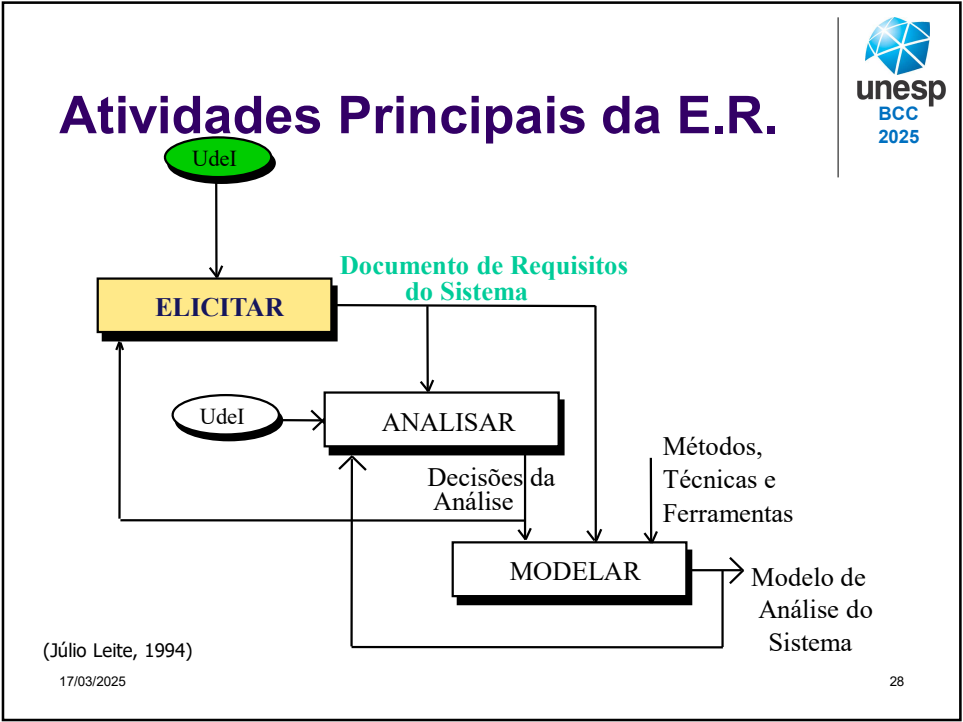 unesp
BCC
2025
Atividades Principais da E.R.
UdeI
Documento de Requisitos
do Sistema
ELICITAR
UdeI
ANALISAR
Decisões da
Análise
Métodos,
Técnicas e
Ferramentas
MODELAR
Modelo de
Análise do
Sistema
(Júlio Leite, 1994)
17/03/2025
28